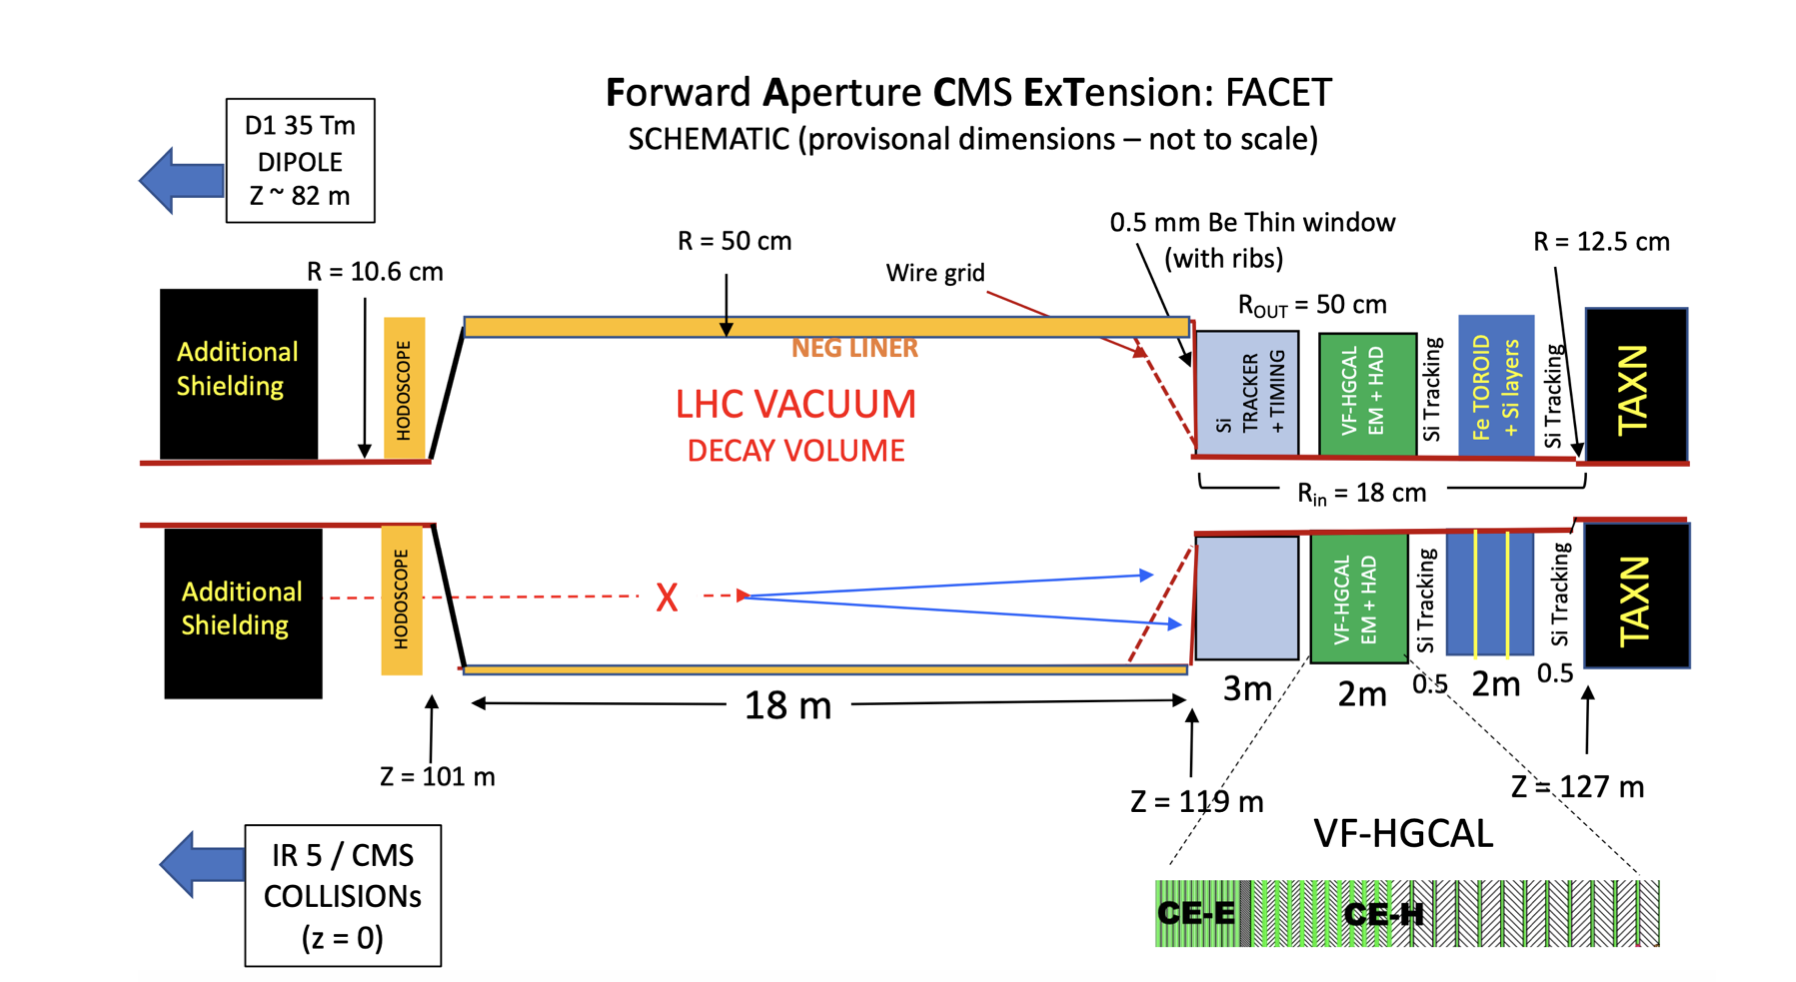 Forward Aperture CMS ExTension: FACET
SCHEMATIC (provisonal dimensions – not to scale)
D1 35 Tm
DIPOLE
Z ~ 82 m
R = 10.6 cm
R = 50 cm
Wire grid
0.5 mm Be Thin window
(with ribs)
R = 12.5 cm
R_OUT = 50 cm
Additional
Shielding
HODOSCOPE
NEG LINER
LHC VACUUM
DECAY VOLUME
Si
TRACKER
+ TIMING
VF-HGCAL
EM + HAD
Si Tracking
Fe TOROID
+ Si layers
Si Tracking
TAXN
R_in = 18 cm
Additional
Shielding
HODOSCOPE
X
VF-HGCAL
EM + HAD
Si Tracking
Si Tracking
TAXN
18 m
3m
2m
0.5
2m
0.5
Z = 101 m
Z = 119 m
Z = 127 m
IR 5 / CMS
COLLISIONs
(z = 0)
VF-HGCAL
CE-E
CE-H